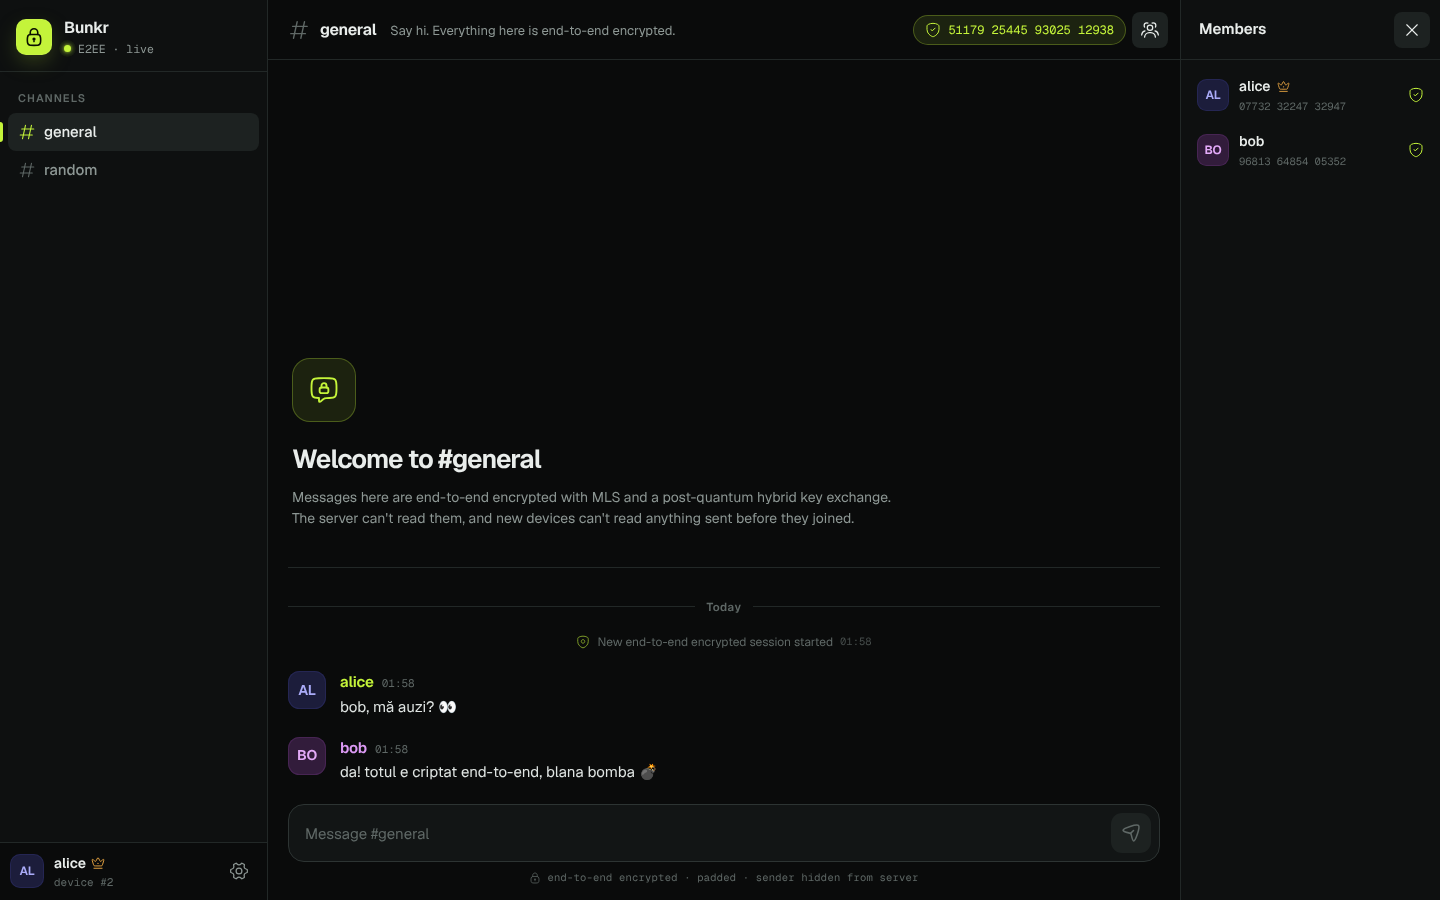 Bunkr
E2EE · live
CHANNELS
# general
# random
AL
alice
device #2
# general Say hi. Everything here is end-to-end encrypted.
51179 25445 93025 12938
Welcome to #general
Messages here are end-to-end encrypted with MLS and a post-quantum hybrid key exchange.
The server can't read them, and new devices can't read anything sent before they joined.
Today
New end-to-end encrypted session started 01:58
AL
alice 01:58
bob, mă auzi? 👀
BO
bob 01:58
da! totul e criptat end-to-end, blana bomba 💣
Message #general
end-to-end encrypted · padded · sender hidden from server
Members
AL
alice
07732 32247 32947
BO
bob
96813 64854 05352